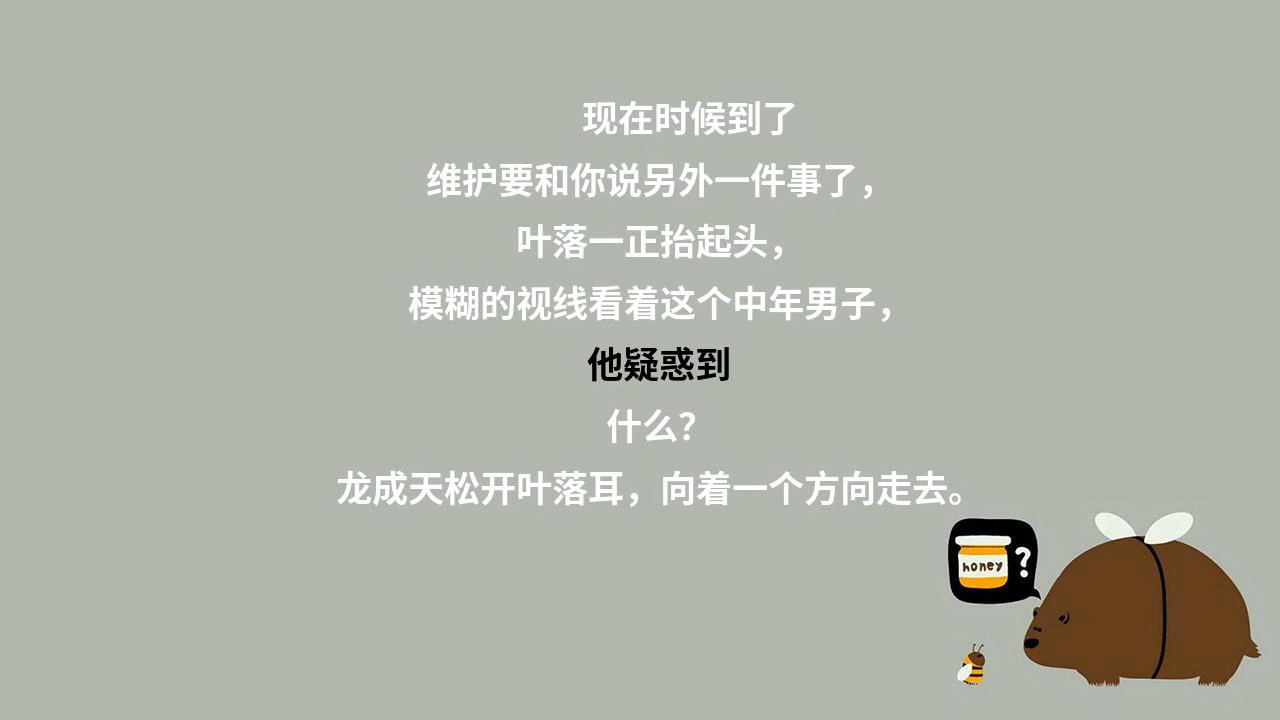 现在时候到了
维护要和你说另外一件事了，
叶落一正抬起头，
模糊的视线看着这个中年男子，
他疑惑到
什么？
龙成天松开叶落耳，向着一个方向走去。
honey ?